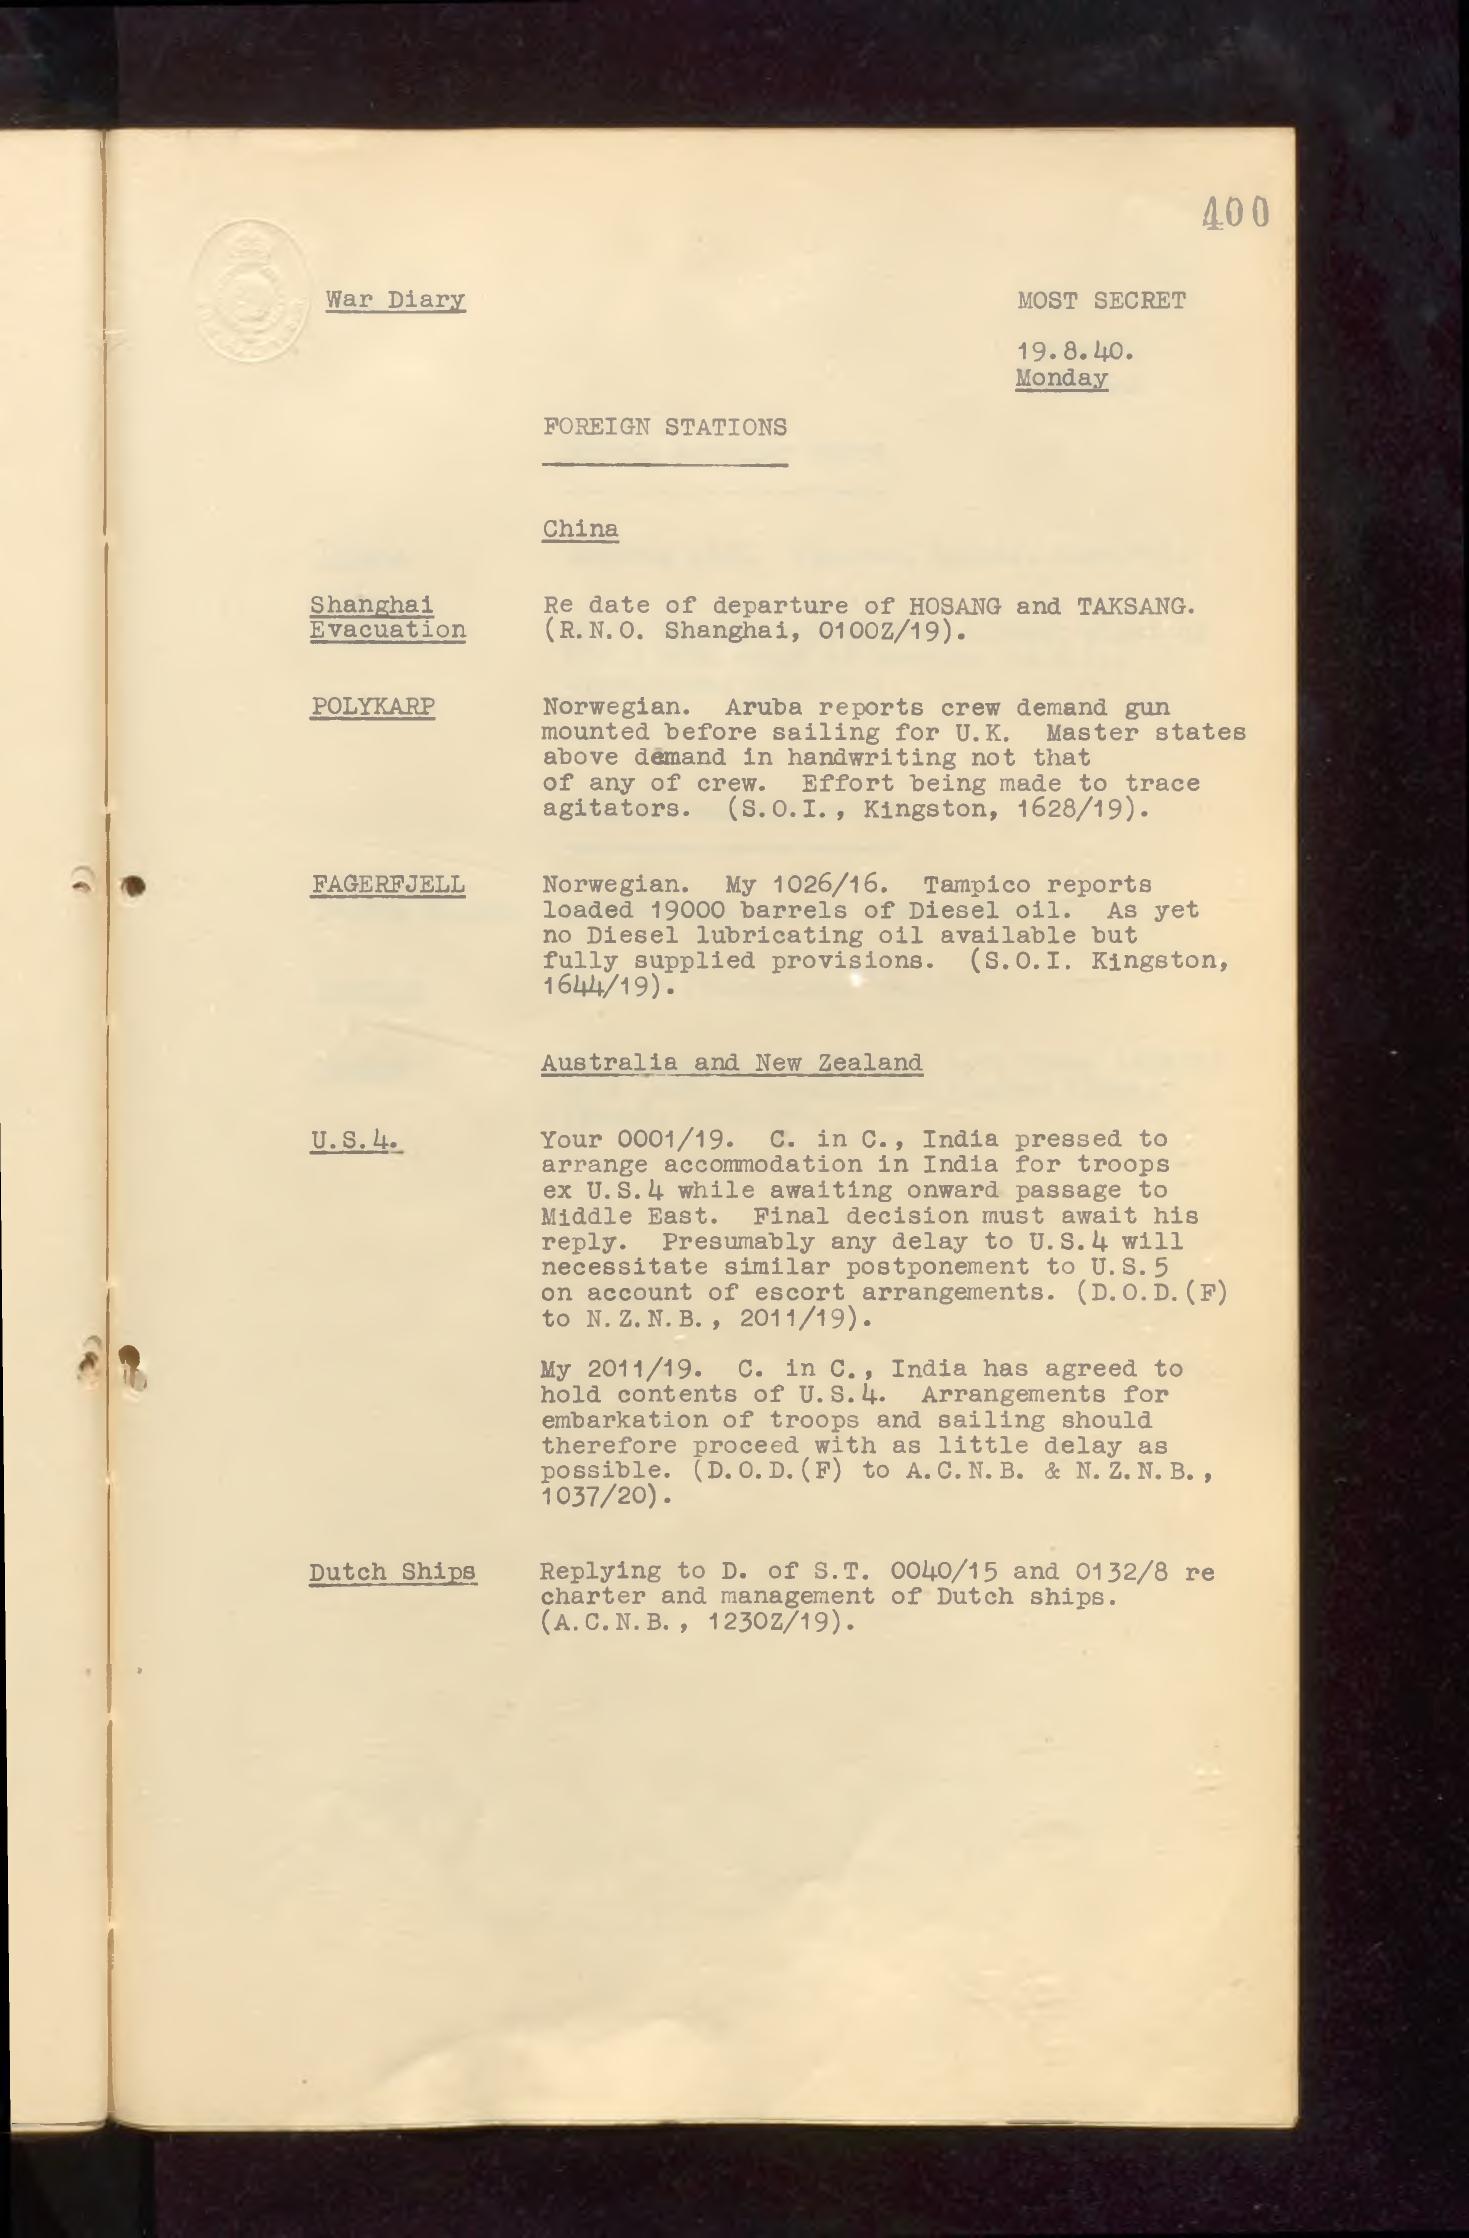 400
War Diary MOST SECRET
19.8.40.
Monday
FOREIGN STATIONS
China
Shanghai Re date of departure of HOSANG and TAKSANG.
Evacuation (R.N.O. Shanghai, 0100Z/19).
POLYKARP Norwegian. Aruba reports crew demand gun
mounted before sailing for U.K. Master states
above demand in handwriting not that
of any of crew. Effort being made to trace
agitators. (S.O.I., Kingston, 1628/19).
FAGERFJELL Norwegian. My 1026/16. Tampico reports
loaded 19000 barrels of Diesel oil. As yet
no Diesel lubricating oil available but
fully supplied provisions. (S.O.I. Kingston,
1644/19).
Australia and New Zealand
U.S.4. Your 0001/19. C. in C., India pressed to
arrange accommodation in India for troops
ex U.S.4 while awaiting onward passage to
Middle East. Final decision must await his
reply. Presumably any delay to U.S.4 will
necessitate similar postponement to U.S.5
on account of escort arrangements. (D.O.D.(F)
to N.Z.N.B., 2011/19).
My 2011/19. C. in C., India has agreed to
hold contents of U.S.4. Arrangements for
embarkation of troops and sailing should
therefore proceed with as little delay as
possible. (D.O.D.(F) to A.C.N.B. & N.Z.N.B.,
1037/20).
Dutch Ships Replying to D. of S.T. 0040/15 and 0132/8 re
charter and management of Dutch ships.
(A.C.N.B., 1230Z/19).